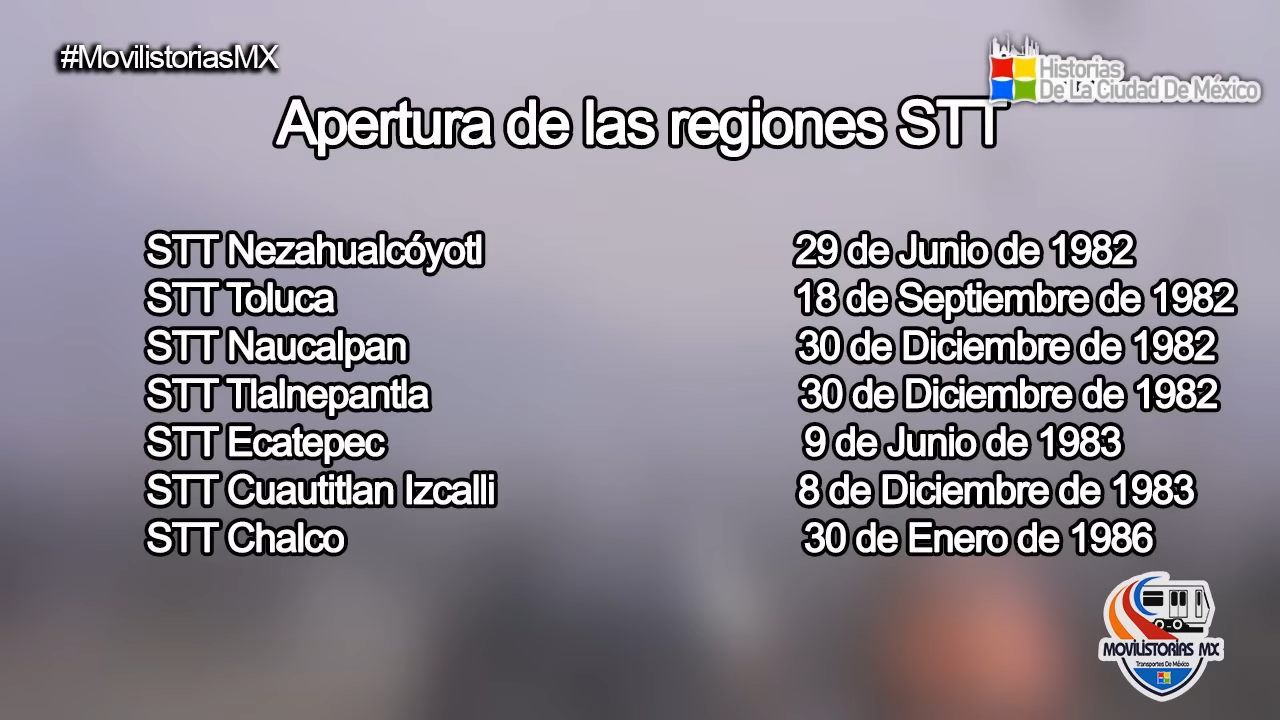 #MovilistoriasMX
Historias
De La Ciudad De México
Apertura de las regiones STT
STT Nezahualcóyotl 29 de Junio de 1982
STT Toluca 18 de Septiembre de 1982
STT Naucalpan 30 de Diciembre de 1982
STT Tlalnepantla 30 de Diciembre de 1982
STT Ecatepec 9 de Junio de 1983
STT Cuautitlan Izcalli 8 de Diciembre de 1983
STT Chalco 30 de Enero de 1986
MOVILISTORIAS MX
Transportes De México